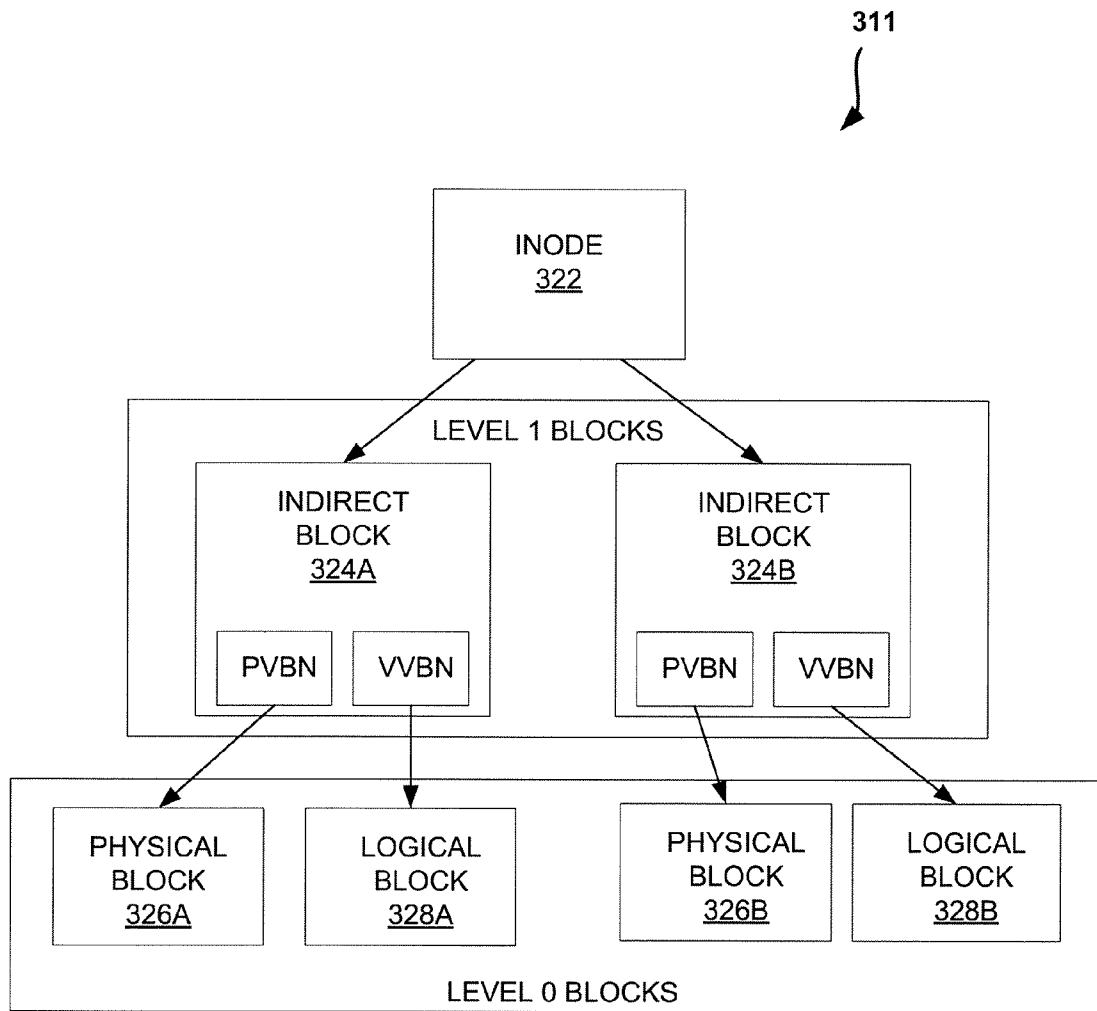 311
INODE
322
LEVEL 1 BLOCKS
INDIRECT
BLOCK
324A
INDIRECT
BLOCK
324B
PVBN
VVBN
PVBN
VVBN
PHYSICAL
BLOCK
326A
LOGICAL
BLOCK
328A
PHYSICAL
BLOCK
326B
LOGICAL
BLOCK
328B
LEVEL 0 BLOCKS